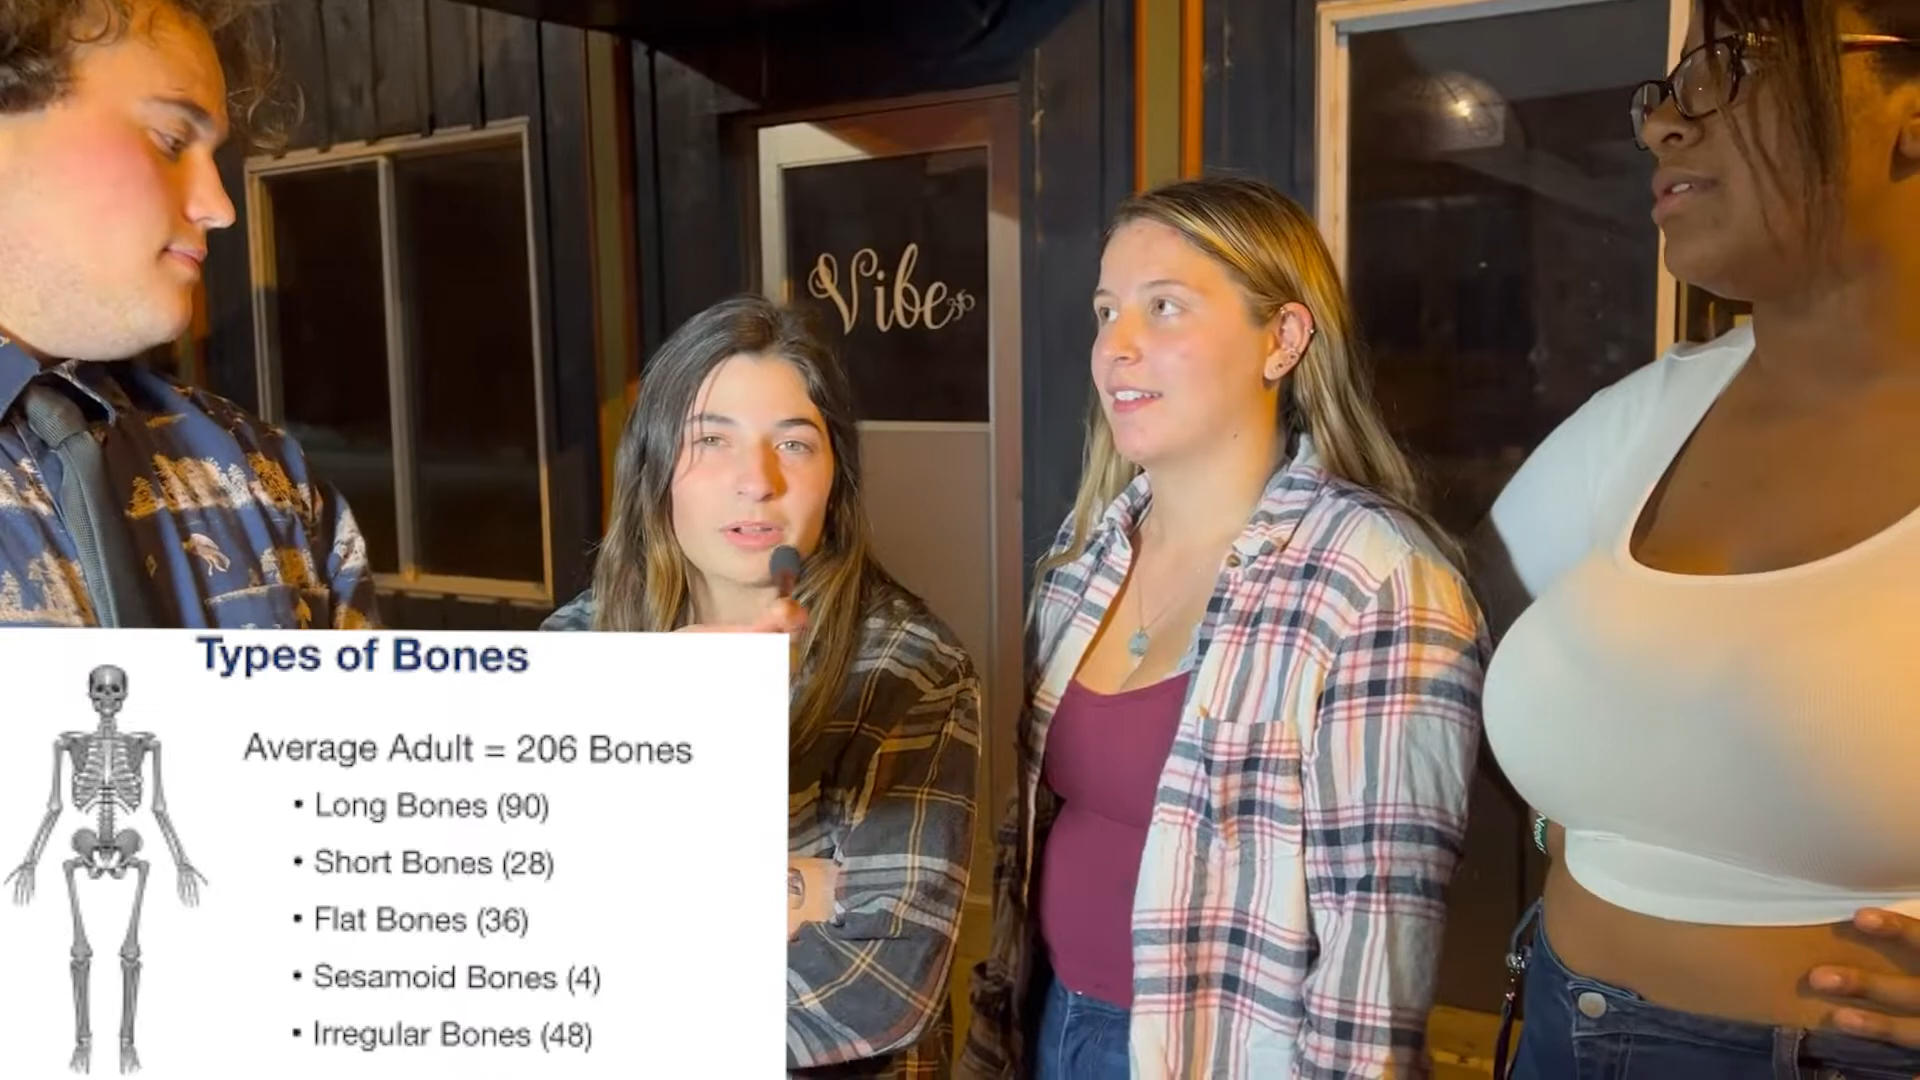 Vibe
Types of Bones
Average Adult = 206 Bones
• Long Bones (90)
• Short Bones (28)
• Flat Bones (36)
• Sesamoid Bones (4)
• Irregular Bones (48)